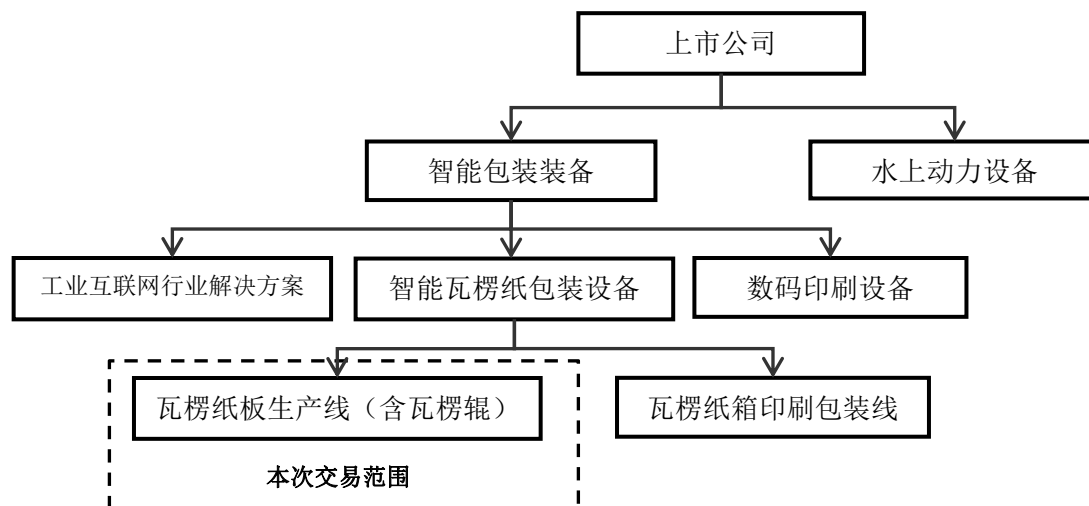 上市公司
智能包装装备
水上动力设备
工业互联网行业解决方案
智能瓦楞纸包装设备
数码印刷设备
瓦楞纸板生产线（含瓦楞辊）
瓦楞纸箱印刷包装线
本次交易范围